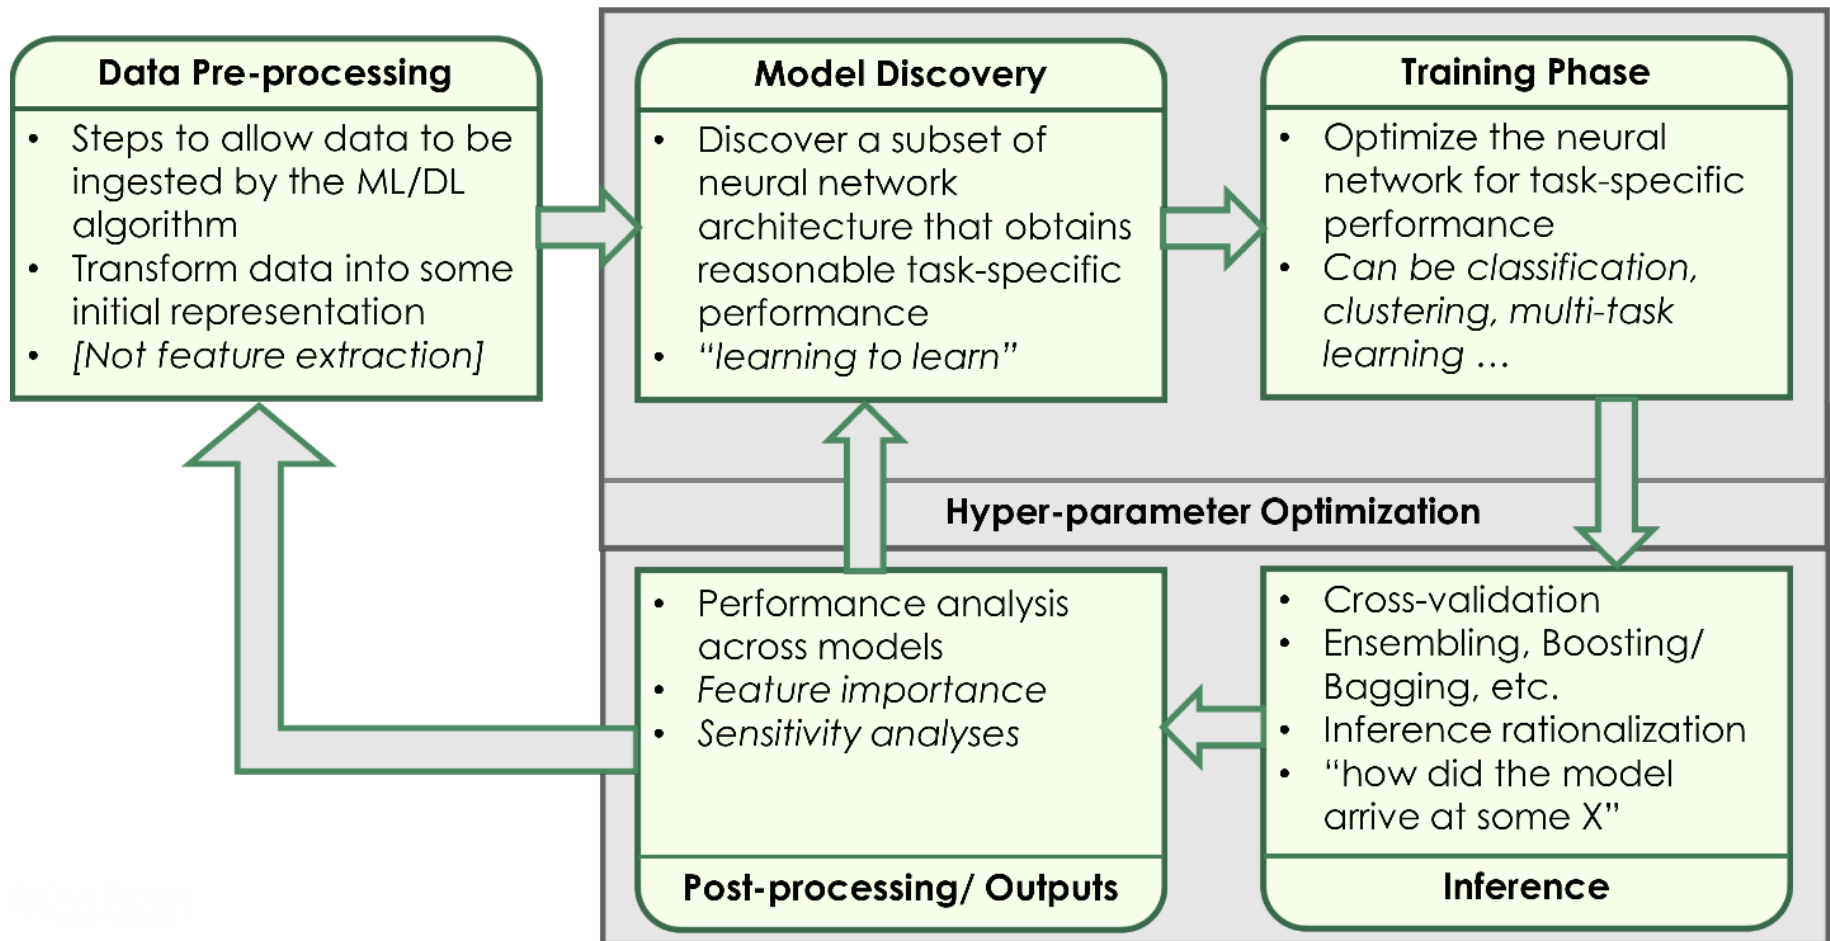 Data Pre-processing
• Steps to allow data to be
ingested by the ML/DL
algorithm
• Transform data into some
initial representation
• [Not feature extraction]
Model Discovery
• Discover a subset of
neural network
architecture that obtains
reasonable task-specific
performance
• “learning to learn”
Training Phase
• Optimize the neural
network for task-specific
performance
• Can be classification,
clustering, multi-task
learning ...
Hyper-parameter Optimization
• Performance analysis
across models
• Feature importance
• Sensitivity analyses
Post-processing/ Outputs
• Cross-validation
• Ensembling, Boosting/
Bagging, etc.
• Inference rationalization
• “how did the model
arrive at some X”
Inference